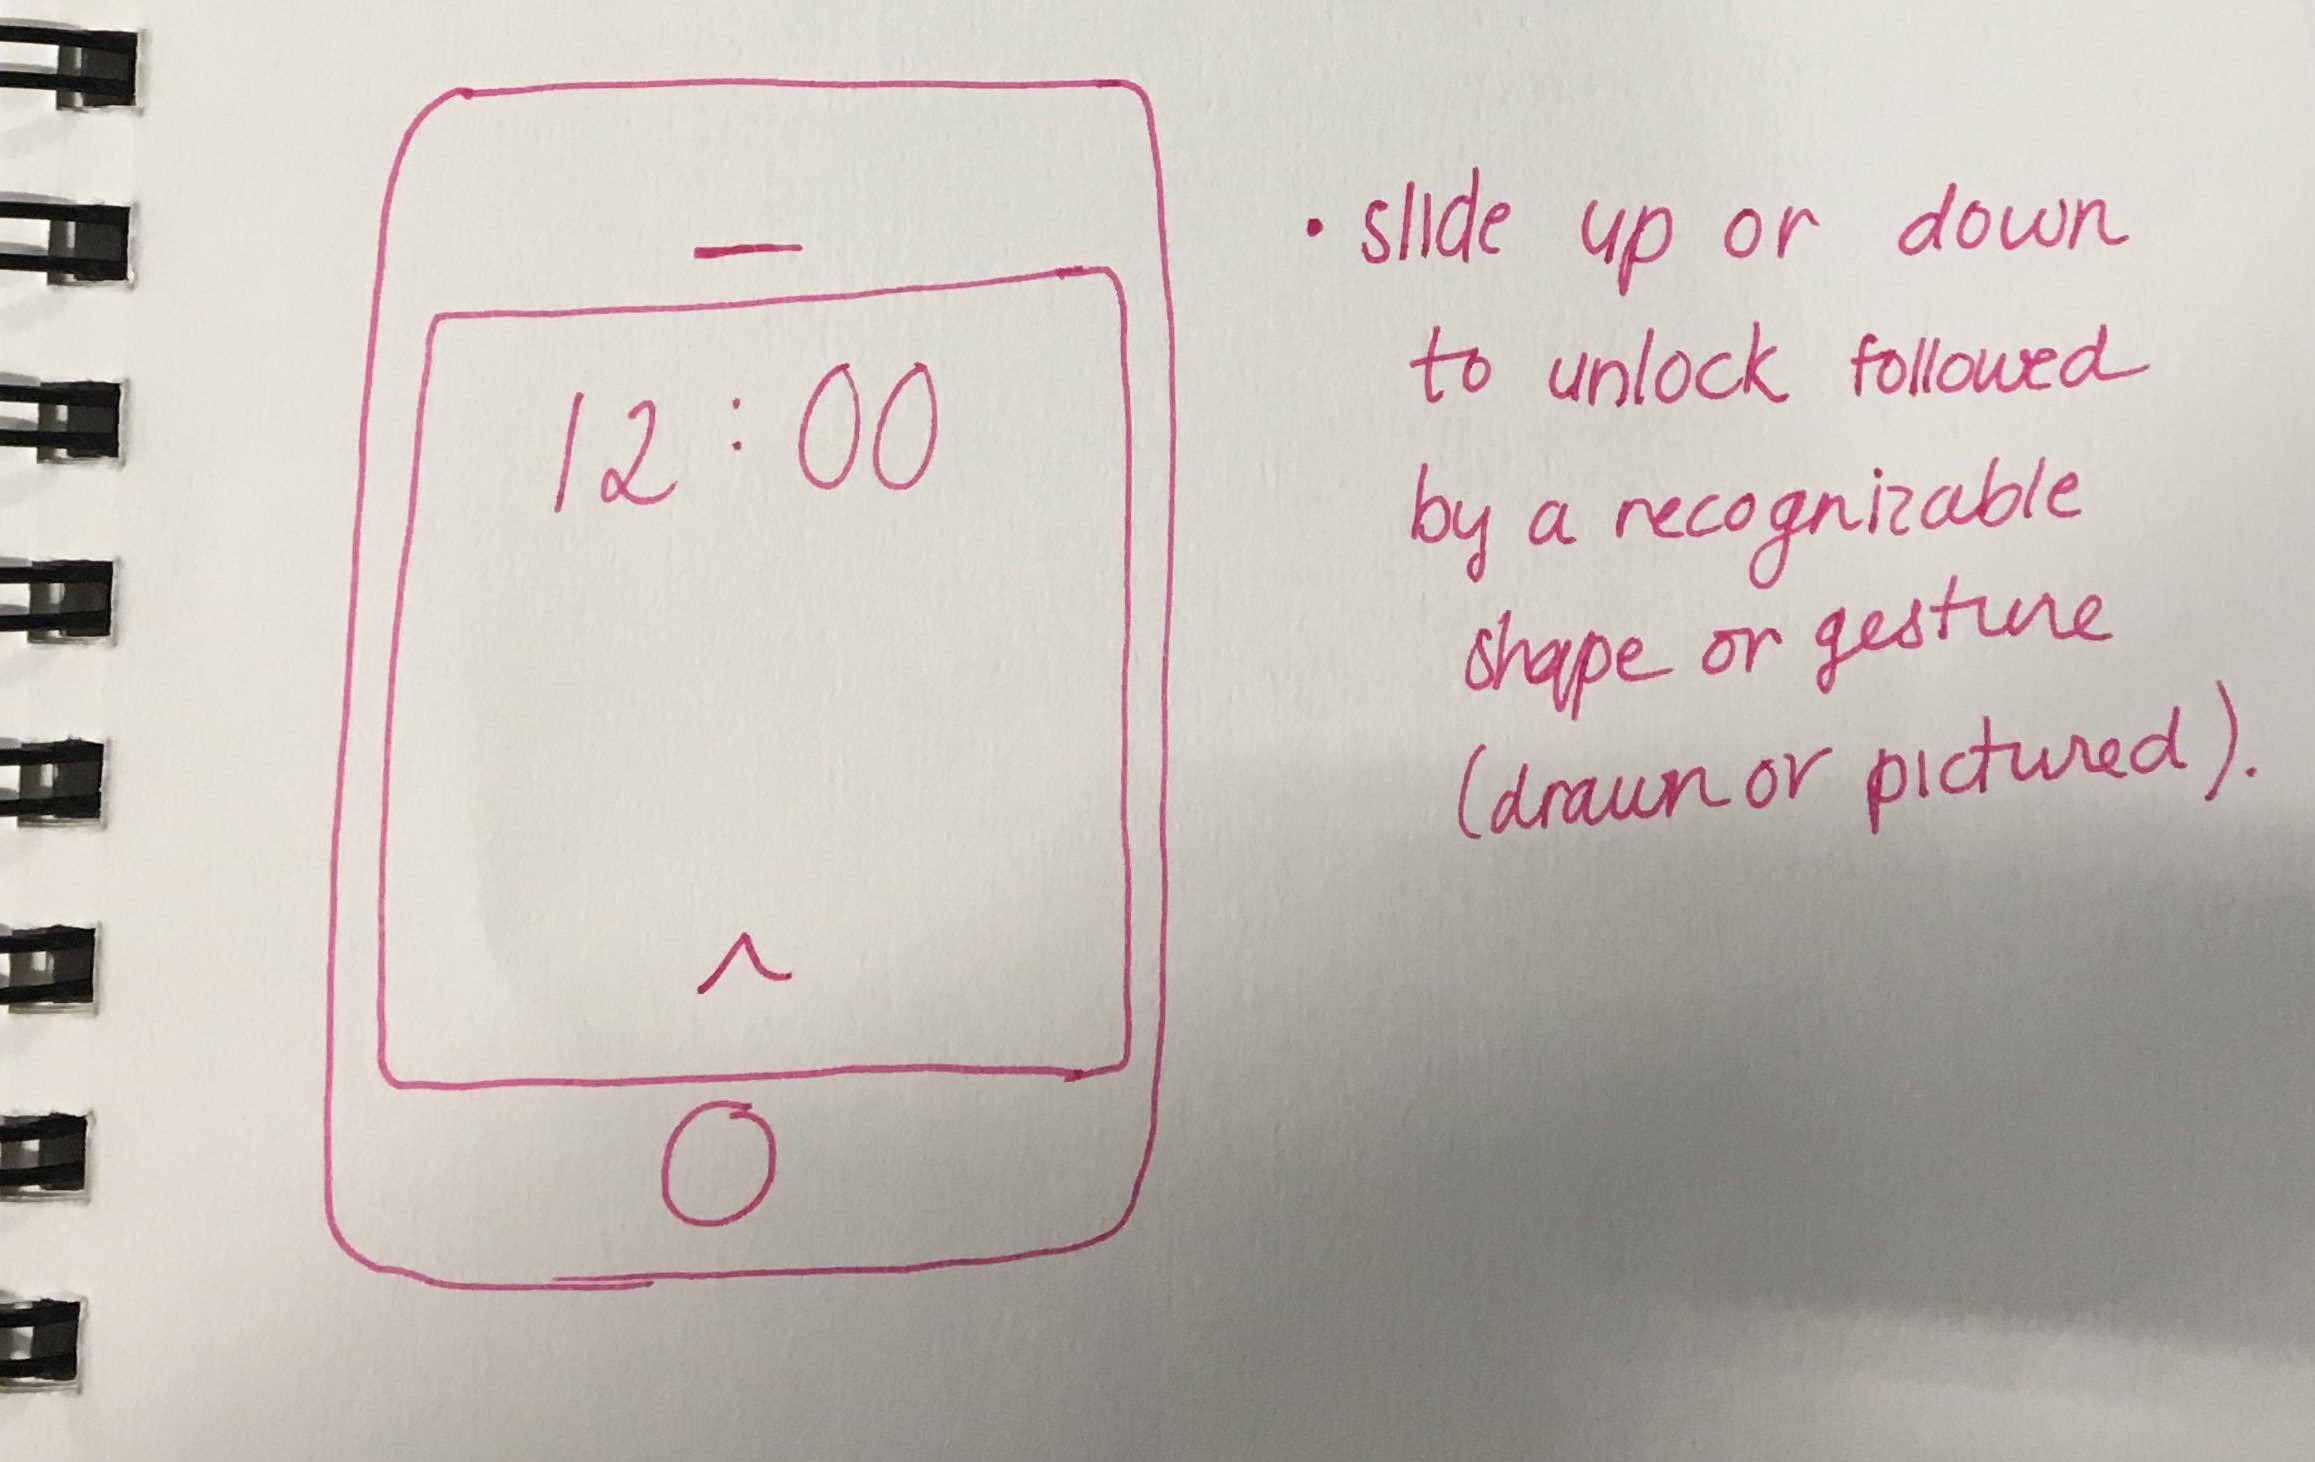 12:00
• slide up or down
to unlock followed
by a recognizable
shape or gesture
(drawn or pictured).